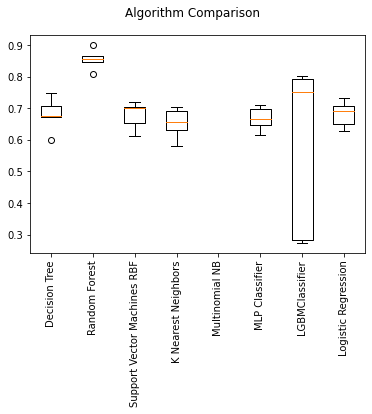 Algorithm Comparison
0.9
0.8
0.7
0.6
0.5
0.4
0.3
Decision Tree
Random Forest
Support Vector Machines RBF
K Nearest Neighbors
Multinomial NB
MLP Classifier
LGBMClassifier
Logistic Regression